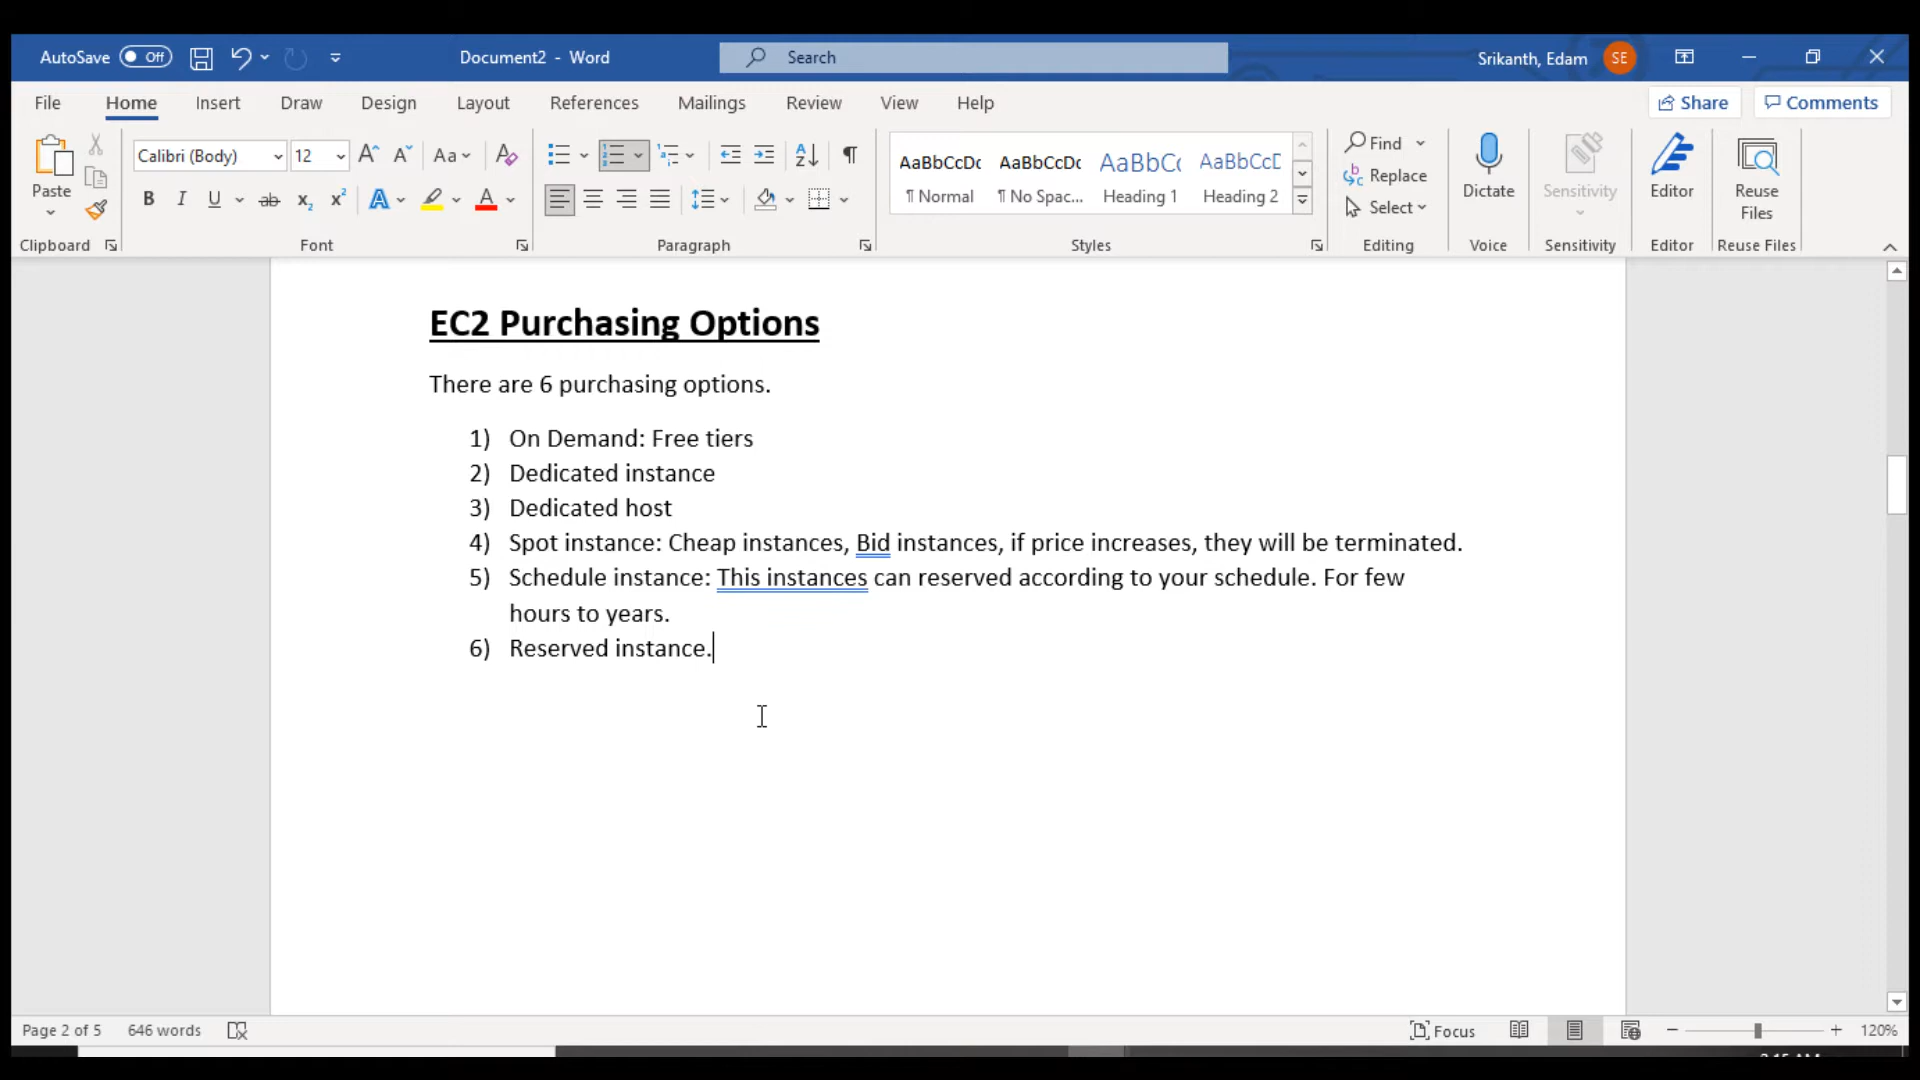 AutoSave Off Document2 - Word Search Srikanth, Edam SE
File Home Insert Draw Design Layout References Mailings Review View Help Share Comments
Paste Calibri (Body) 12 Aa AaBbCcDc AaBbCcDc AaBbC AaBbCcD Find Dictate Sensitivity Editor Reuse Files
¶ Normal ¶ No Spac... Heading 1 Heading 2 Replace
Select
Clipboard Font Paragraph Styles Editing Voice Sensitivity Editor Reuse Files
EC2 Purchasing Options
There are 6 purchasing options.
1) On Demand: Free tiers
2) Dedicated instance
3) Dedicated host
4) Spot instance: Cheap instances, Bid instances, if price increases, they will be terminated.
5) Schedule instance: This instances can reserved according to your schedule. For few
hours to years.
6) Reserved instance.
Page 2 of 5 646 words Focus 120%